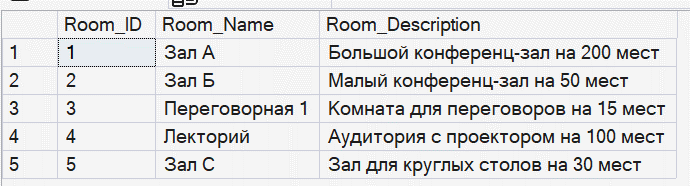 Room_ID Room_Name Room_Description
1 1 Зал А Большой конференц-зал на 200 мест
2 2 Зал Б Малый конференц-зал на 50 мест
3 3 Переговорная 1 Комната для переговоров на 15 мест
4 4 Лекторий Аудитория с проектором на 100 мест
5 5 Зал С Зал для круглых столов на 30 мест